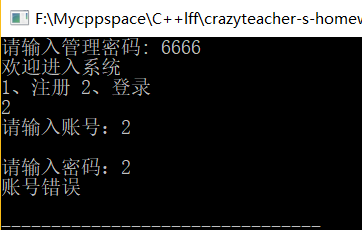 F:\Mycppspace\C++lff\crazyteacher-s-homew
请输入管理密码: 6666
欢迎进入系统
1、注册 2、登录
2
请输入账号: 2
请输入密码: 2
账号错误
--------------------------------